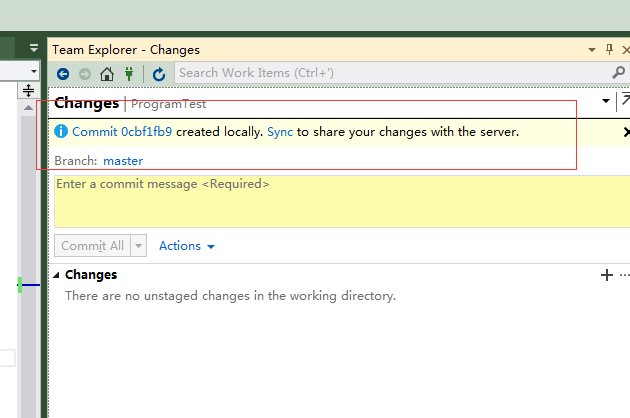 Team Explorer - Changes
Search Work Items (Ctrl+')
Changes | ProgramTest
Commit 0cbf1fb9 created locally. Sync to share your changes with the server.
Branch: master
Enter a commit message <Required>
Commit All
Actions
Changes
There are no unstaged changes in the working directory.